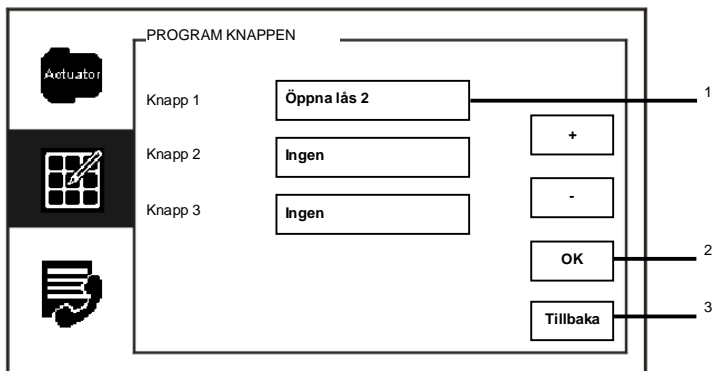 PROGRAM KNAPPEN
Actuator
Knapp 1
Öppna lås 2
1
Knapp 2
Ingen
+
Knapp 3
Ingen
-
OK
2
Tillbaka
3